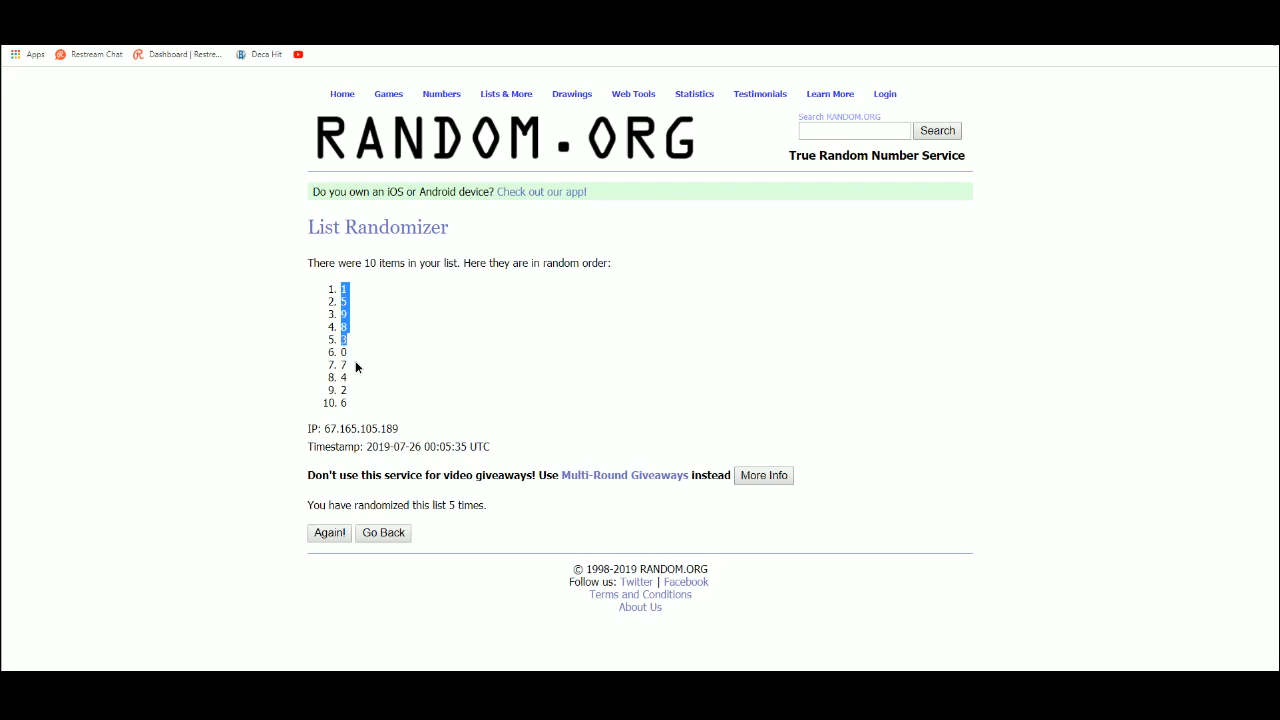 Apps Restream Chat Dashboard | Restre... Deca Hit
Home Games Numbers Lists & More Drawings Web Tools Statistics Testimonials Learn More Login
RANDOM.ORG
Search RANDOM.ORG
Search
True Random Number Service
Do you own an iOS or Android device? Check out our app!
List Randomizer
There were 10 items in your list. Here they are in random order:
1. 1
2. 5
3. 9
4. 8
5. 3
6. 0
7. 7
8. 4
9. 2
10. 6
IP: 67.165.105.189
Timestamp: 2019-07-26 00:05:35 UTC
Don't use this service for video giveaways! Use Multi-Round Giveaways instead More Info
You have randomized this list 5 times.
Again! Go Back
© 1998-2019 RANDOM.ORG
Follow us: Twitter | Facebook
Terms and Conditions
About Us